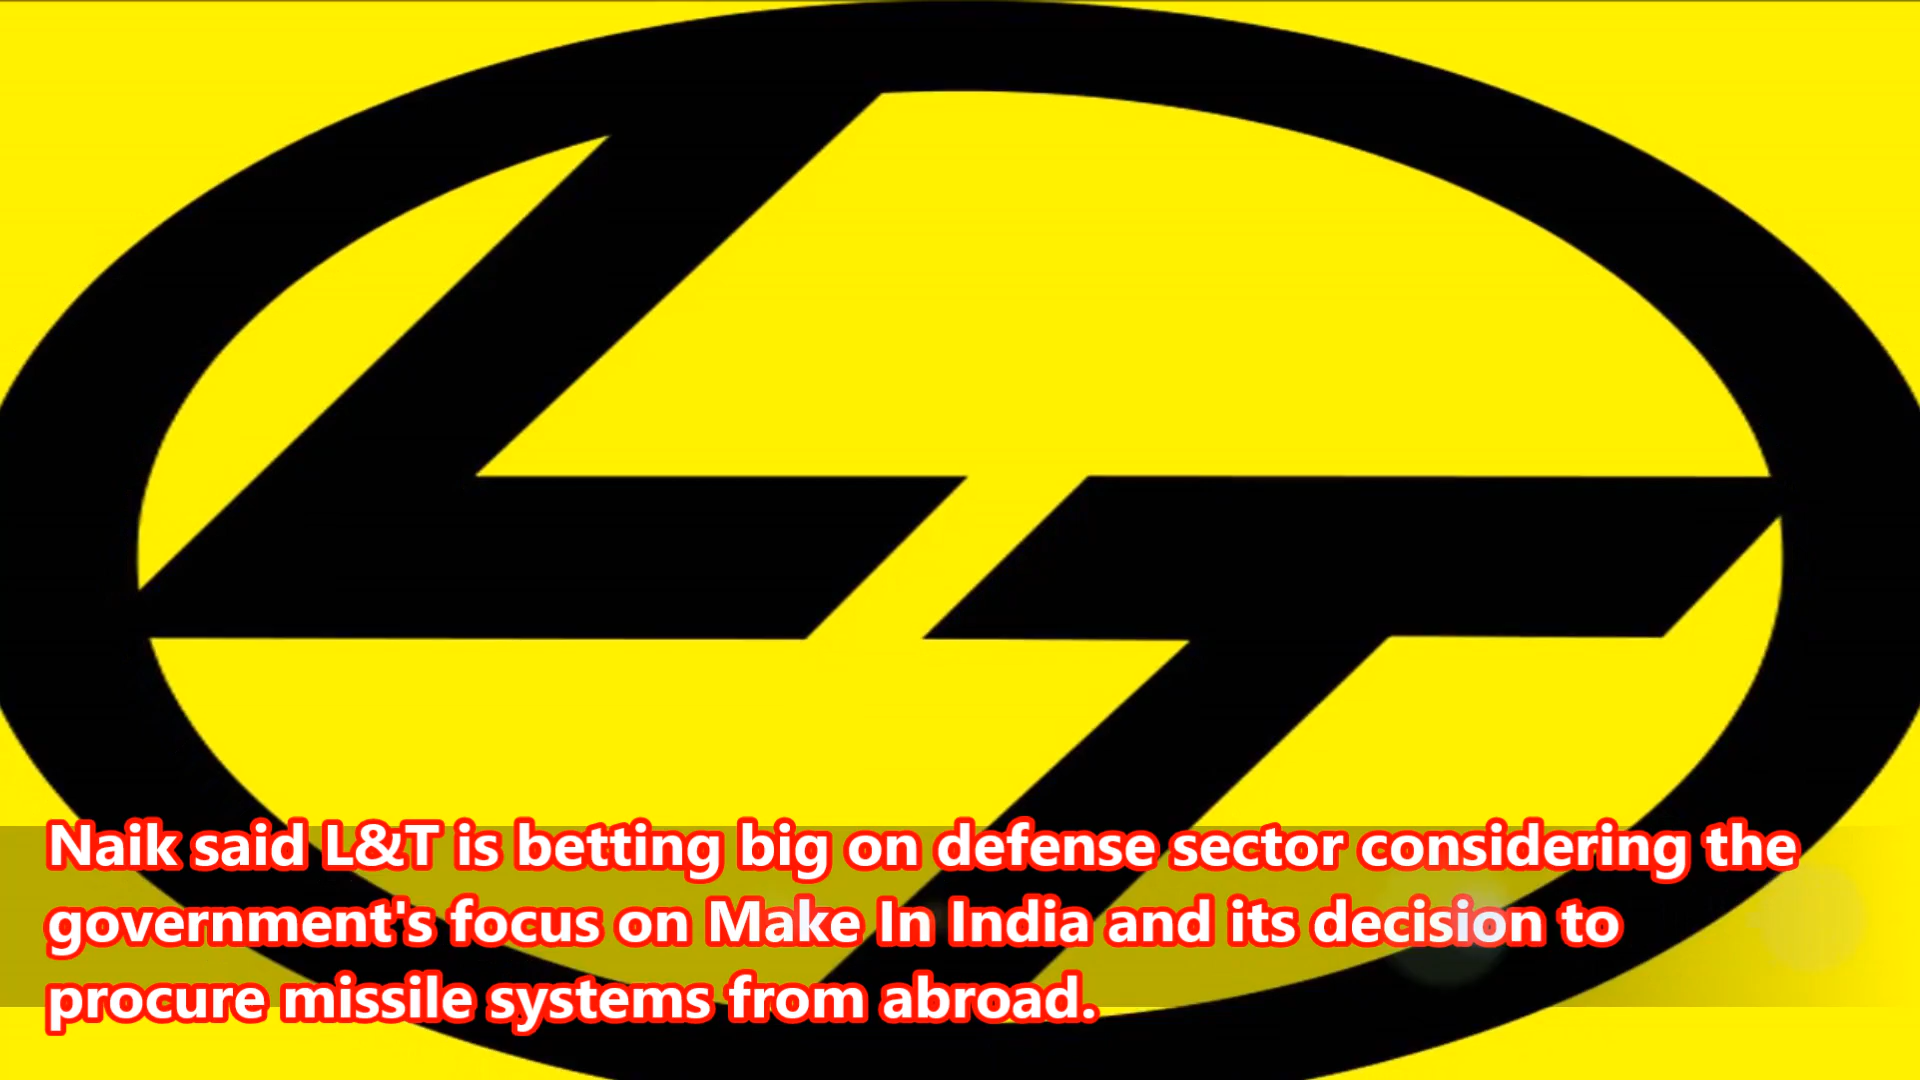 LT
Naik said L&T is betting big on defense sector considering the
government's focus on Make In India and its decision to
procure missile systems from abroad.